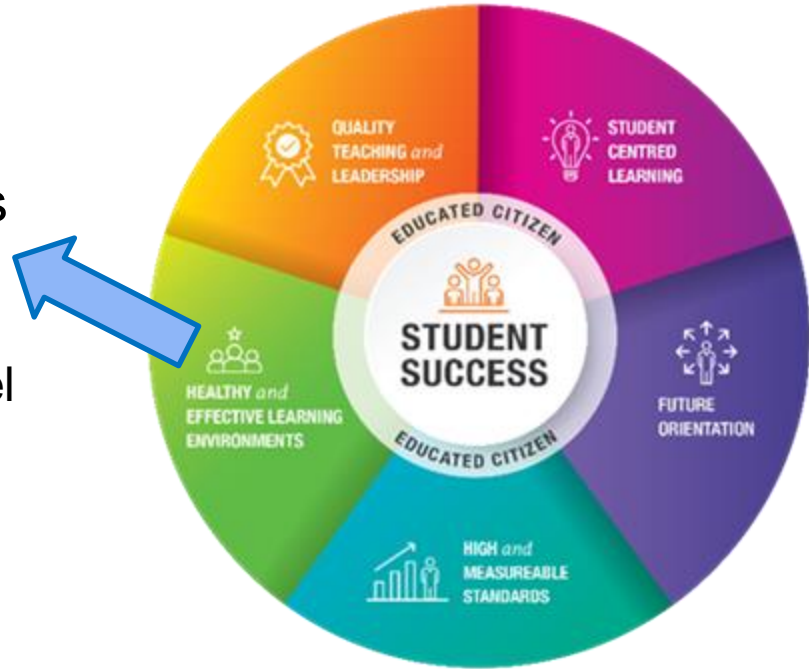 s
el
QUALITY
TEACHING and
LEADERSHIP
STUDENT
CENTRED
LEARNING
EDUCATED CITIZEN
STUDENT
SUCCESS
EDUCATED CITIZEN
HEALTHY and
EFFECTIVE LEARNING
ENVIRONMENTS
FUTURE
ORIENTATION
HIGH and
MEASUREABLE
STANDARDS